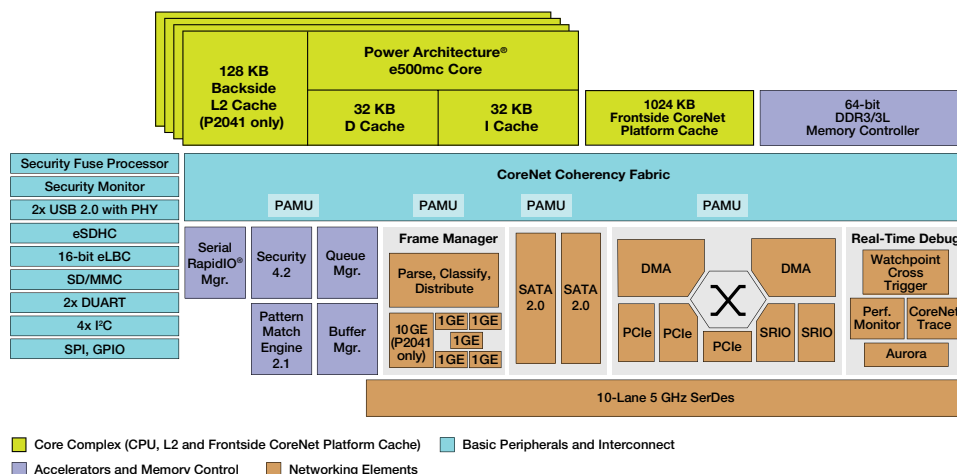 128 KB
Backside
L2 Cache
(P2041 only)
Power Architecture®
e500mc Core
32 KB
D Cache
32 KB
I Cache
1024 KB
Frontside CoreNet
Platform Cache
64-bit
DDR3/3L
Memory Controller
Security Fuse Processor
Security Monitor
2x USB 2.0 with PHY
eSDHC
16-bit eLBC
SD/MMC
2x DUART
4x I²C
SPI, GPIO
CoreNet Coherency Fabric
PAMU
PAMU
PAMU
PAMU
Serial
RapidIO®
Mgr.
Security
4.2
Queue
Mgr.
Pattern
Match
Engine
2.1
Buffer
Mgr.
Frame Manager
Parse, Classify,
Distribute
10GE
(P2041
only)
1GE
1GE
1GE
1GE
1GE
SATA
2.0
SATA
2.0
DMA
DMA
PCIe
PCIe
PCIe
SRIO
SRIO
Real-Time Debug
Watchpoint
Cross
Trigger
Perf.
Monitor
CoreNet
Trace
Aurora
10-Lane 5 GHz SerDes
Core Complex (CPU, L2 and Frontside CoreNet Platform Cache)
Basic Peripherals and Interconnect
Accelerators and Memory Control
Networking Elements